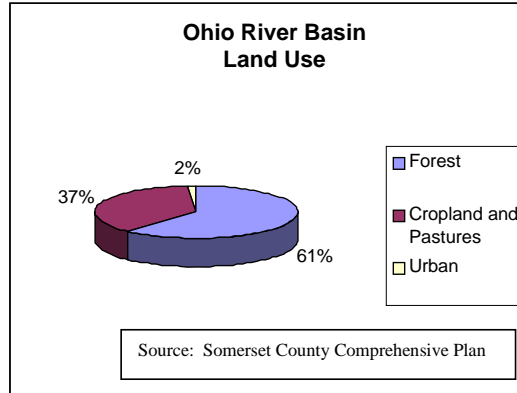 Ohio River Basin
Land Use
2%
37%
61%
Forest
Cropland and
Pastures
Urban
Source: Somerset County Comprehensive Plan